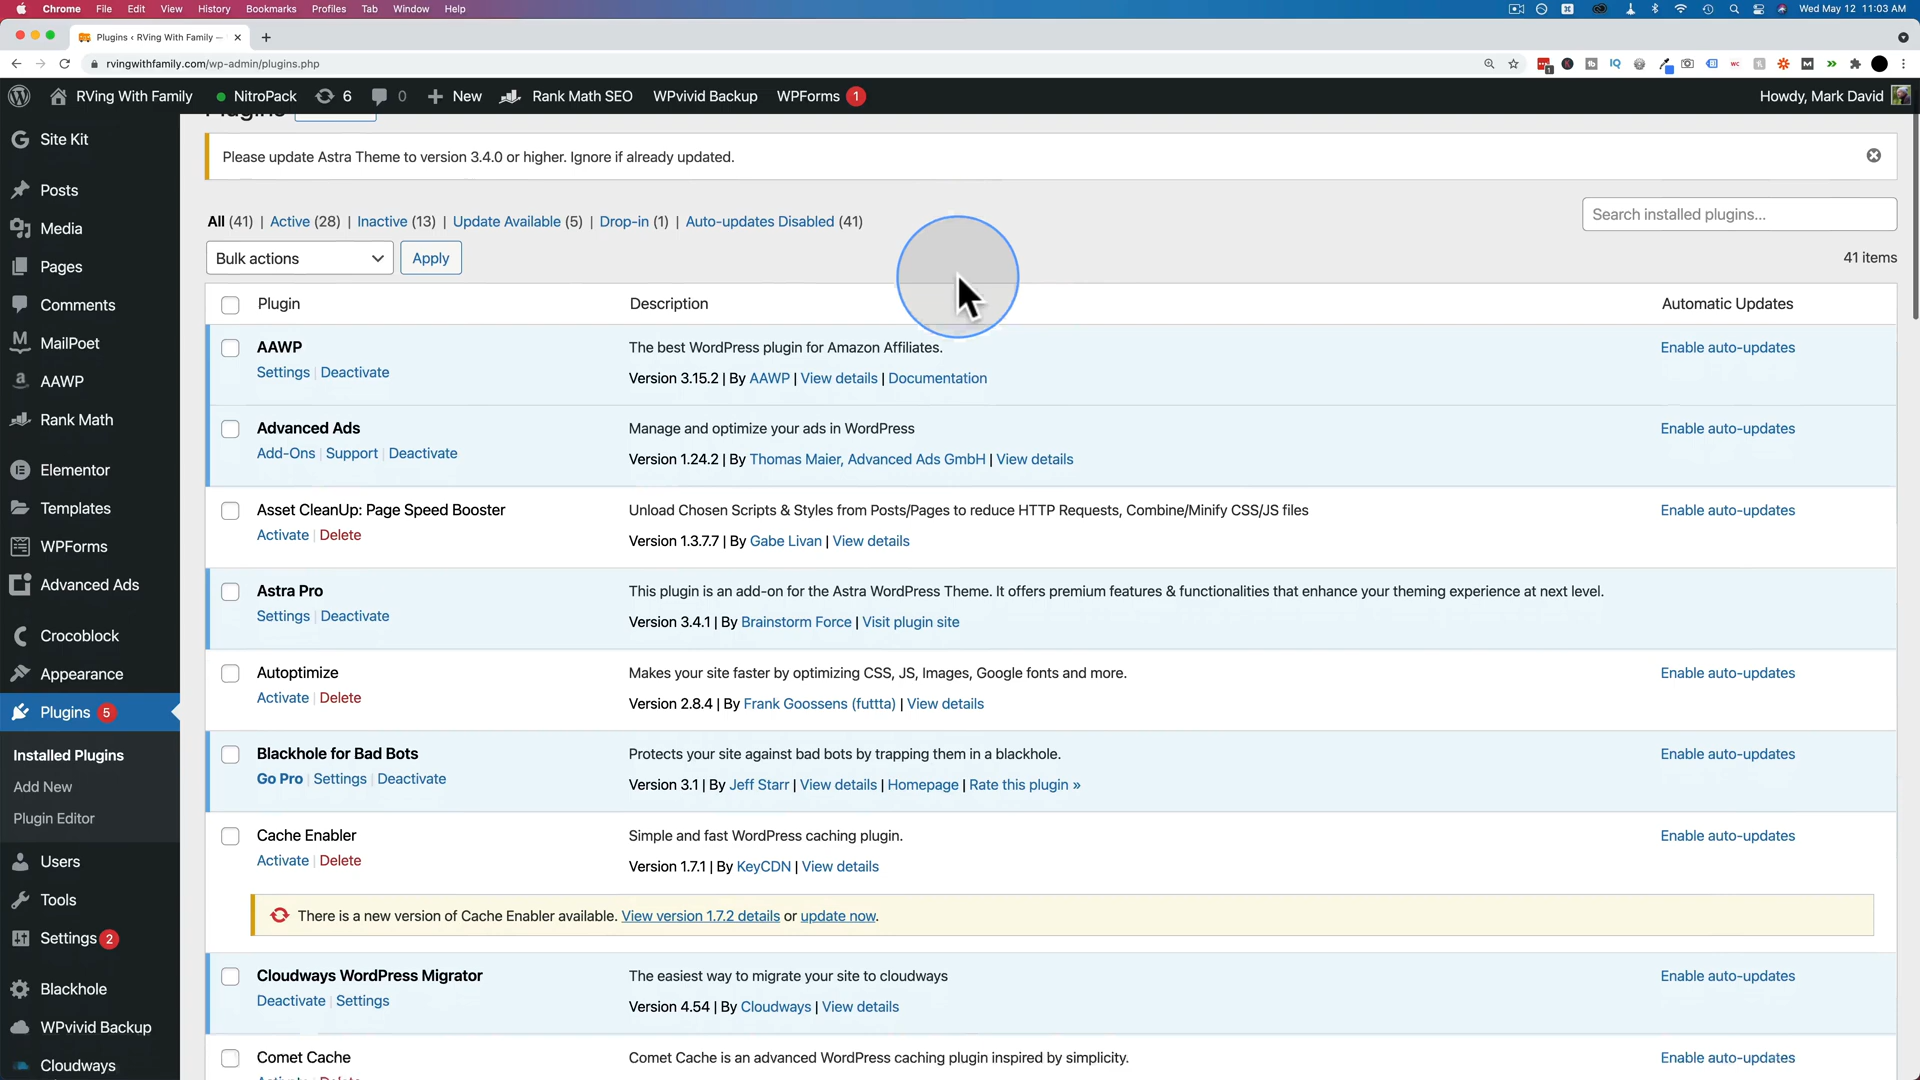 Chrome File Edit View History Bookmarks Profiles Tab Window Help Wed May 12 11:03 AM
Plugins ‹ RVing With Family —
rvingwithfamily.com/wp-admin/plugins.php
RVing With Family NitroPack 6 0 New Rank Math SEO WPvivid Backup WPForms 1 Howdy, Mark David
Site Kit
Posts
Media
Pages
Comments
MailPoet
AAWP
Rank Math
Elementor
Templates
WPForms
Advanced Ads
Crocoblock
Appearance
Plugins 5
Installed Plugins
Add New
Plugin Editor
Users
Tools
Settings 2
Blackhole
WPvivid Backup
Cloudways
Plugins
Please update Astra Theme to version 3.4.0 or higher. Ignore if already updated.
All (41) | Active (28) | Inactive (13) | Update Available (5) | Drop-in (1) | Auto-updates Disabled (41)
Search installed plugins...
Bulk actions Apply
41 items
Plugin Description Automatic Updates
AAWP The best WordPress plugin for Amazon Affiliates. Enable auto-updates
Settings | Deactivate
Version 3.15.2 | By AAWP | View details | Documentation
Advanced Ads Manage and optimize your ads in WordPress Enable auto-updates
Add-Ons | Support | Deactivate
Version 1.24.2 | By Thomas Maier, Advanced Ads GmbH | View details
Asset CleanUp: Page Speed Booster Unload Chosen Scripts & Styles from Posts/Pages to reduce HTTP Requests, Combine/Minify CSS/JS files Enable auto-updates
Activate | Delete
Version 1.3.7.7 | By Gabe Livan | View details
Astra Pro This plugin is an add-on for the Astra WordPress Theme. It offers premium features & functionalities that enhance your theming experience at next level.
Settings | Deactivate
Version 3.4.1 | By Brainstorm Force | Visit plugin site
Autoptimize Makes your site faster by optimizing CSS, JS, Images, Google fonts and more. Enable auto-updates
Activate | Delete
Version 2.8.4 | By Frank Goossens (futtta) | View details
Blackhole for Bad Bots Protects your site against bad bots by trapping them in a blackhole. Enable auto-updates
Go Pro | Settings | Deactivate
Version 3.1 | By Jeff Starr | View details | Homepage | Rate this plugin »
Cache Enabler Simple and fast WordPress caching plugin. Enable auto-updates
Activate | Delete
Version 1.7.1 | By KeyCDN | View details
There is a new version of Cache Enabler available. View version 1.7.2 details or update now.
Cloudways WordPress Migrator The easiest way to migrate your site to cloudways Enable auto-updates
Deactivate | Settings
Version 4.54 | By Cloudways | View details
Comet Cache Comet Cache is an advanced WordPress caching plugin inspired by simplicity. Enable auto-updates